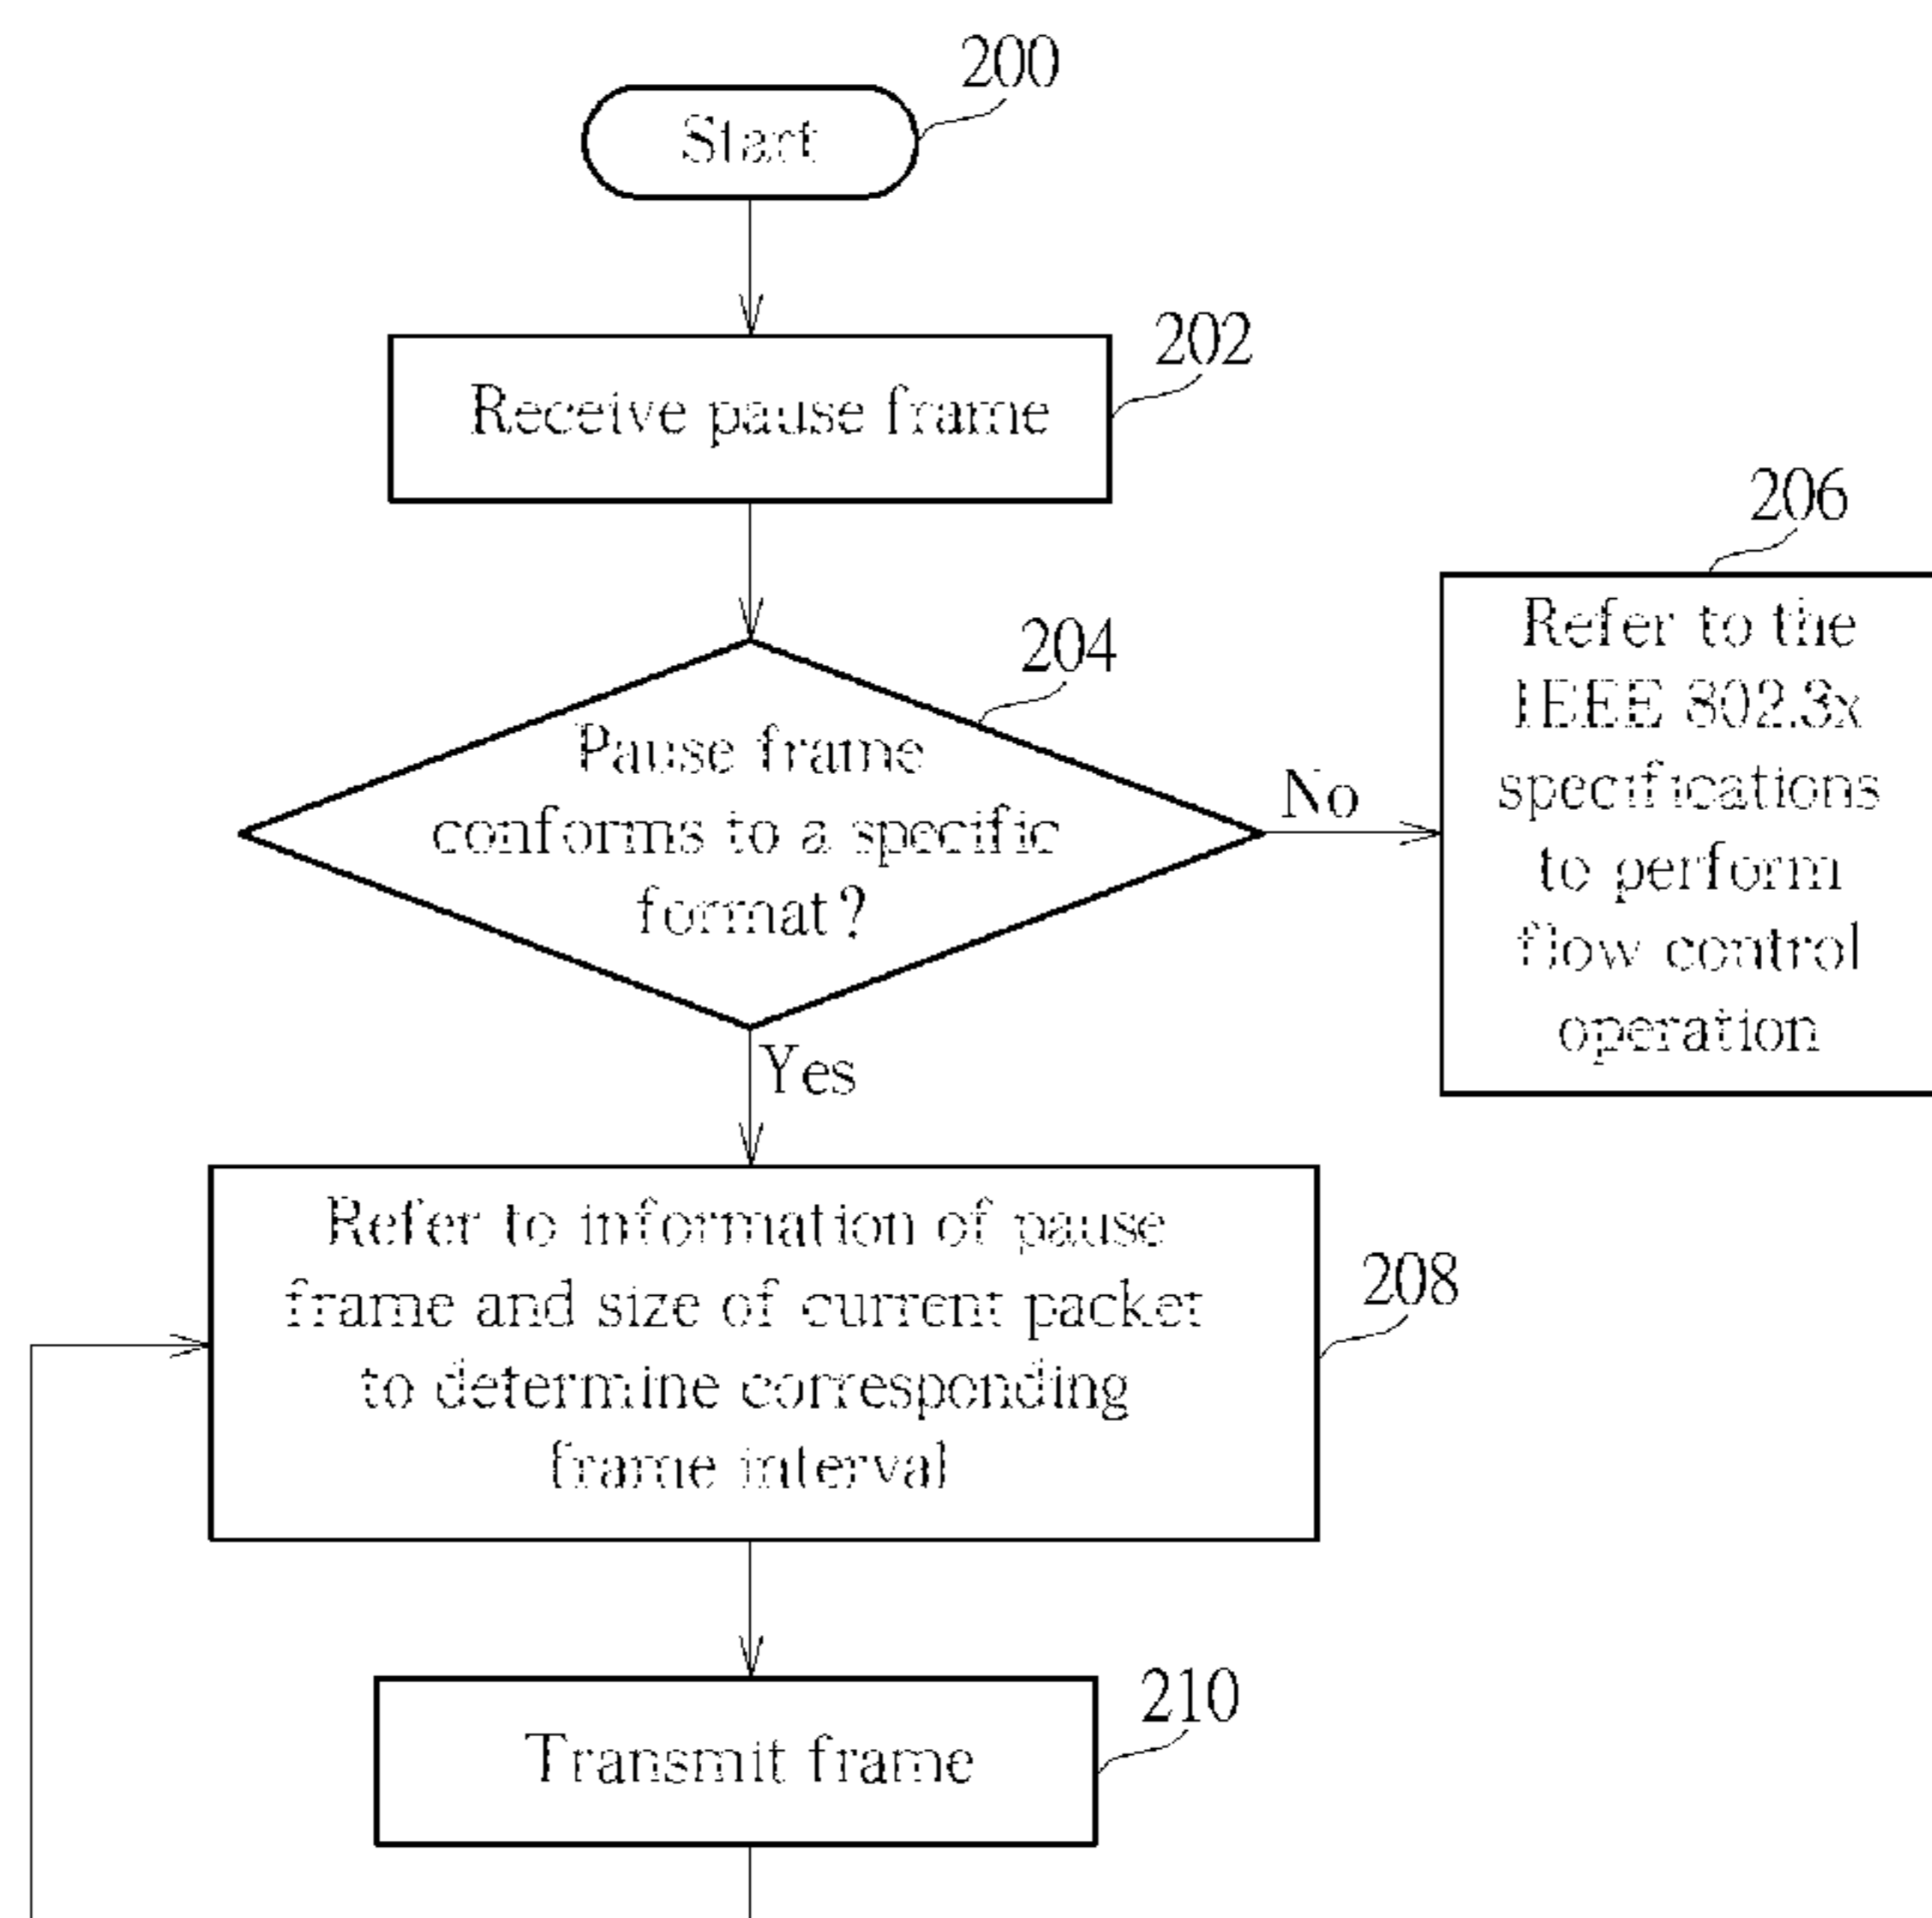 200
Start
202
Receive pause frame
204
Pause frame
conforms to a specific
format?
No
206
Refer to the
IEEE 802.3x
specifications
to perform
flow control
operation
Yes
208
Refer to information of pause
frame and size of current packet
to determine corresponding
frame interval
210
Transmit frame